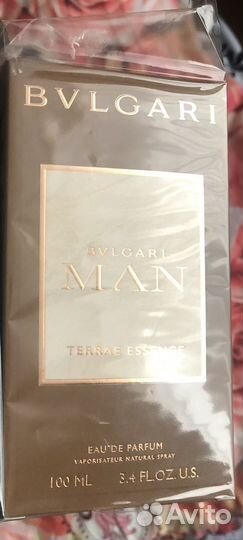 BVLGARI
BVLGARI
MAN
TERRAE ESSENCE
EAU DE PARFUM
VAPORISATEUR NATURAL SPRAY
100 ML 3.4 FL.OZ.U.S.
Avito